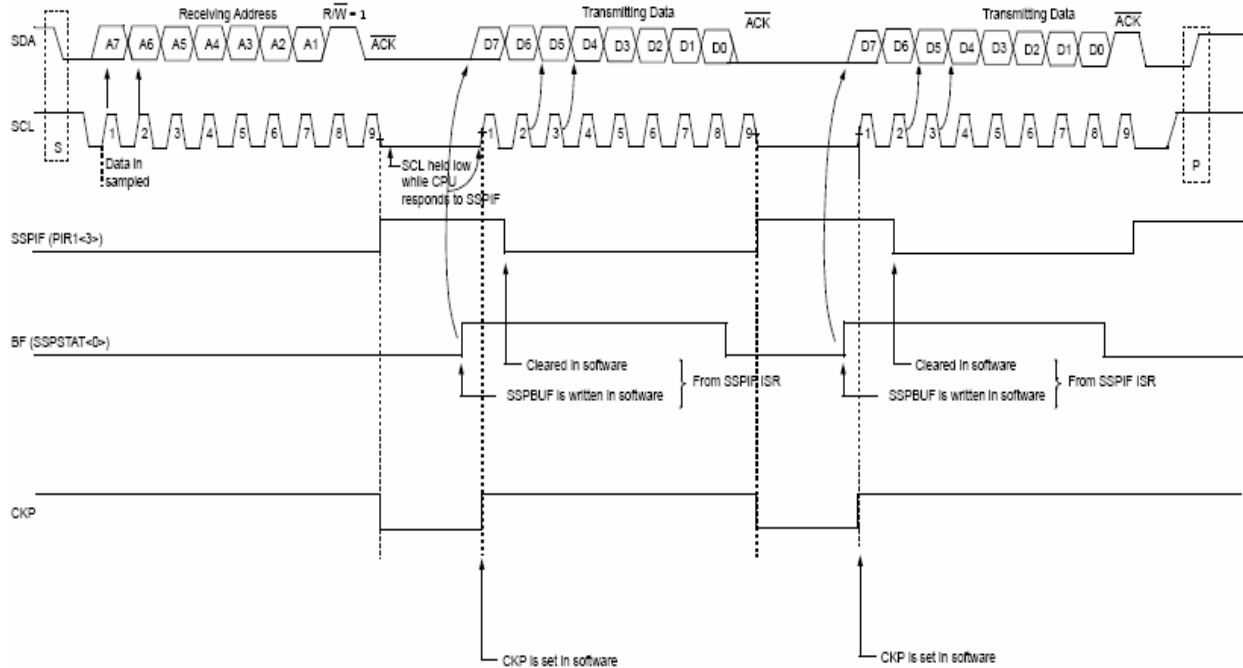 Receiving Address R/W = 1 Transmitting Data ACK Transmitting Data ACK
SDA A7 A6 A5 A4 A3 A2 A1 ACK D7 D6 D5 D4 D3 D2 D1 D0 D7 D6 D5 D4 D3 D2 D1 D0
SCL 1 2 3 4 5 6 7 8 9 1 2 3 4 5 6 7 8 9 1 2 3 4 5 6 7 8 9
S P
Data in
sampled
SCL held low
while CPU
responds to SSPIF
SSPIF (PIR1<3>)
BF (SSPSTAT<0>)
Cleared in software
SSPBUF is written in software
From SSPIF ISR
Cleared in software
SSPBUF is written in software
From SSPIF ISR
CKP
CKP is set in software
CKP is set in software